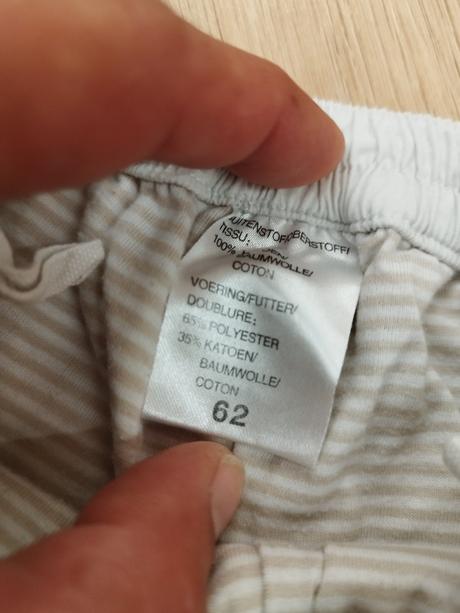 BUITENSTOF/OBERSTOFF/
TISSU:
100% BAUMWOLLE/
COTON
VOERING/FUTTER/
DOUBLURE:
65% POLYESTER
35% KATOEN/
BAUMWOLLE/
COTON
62